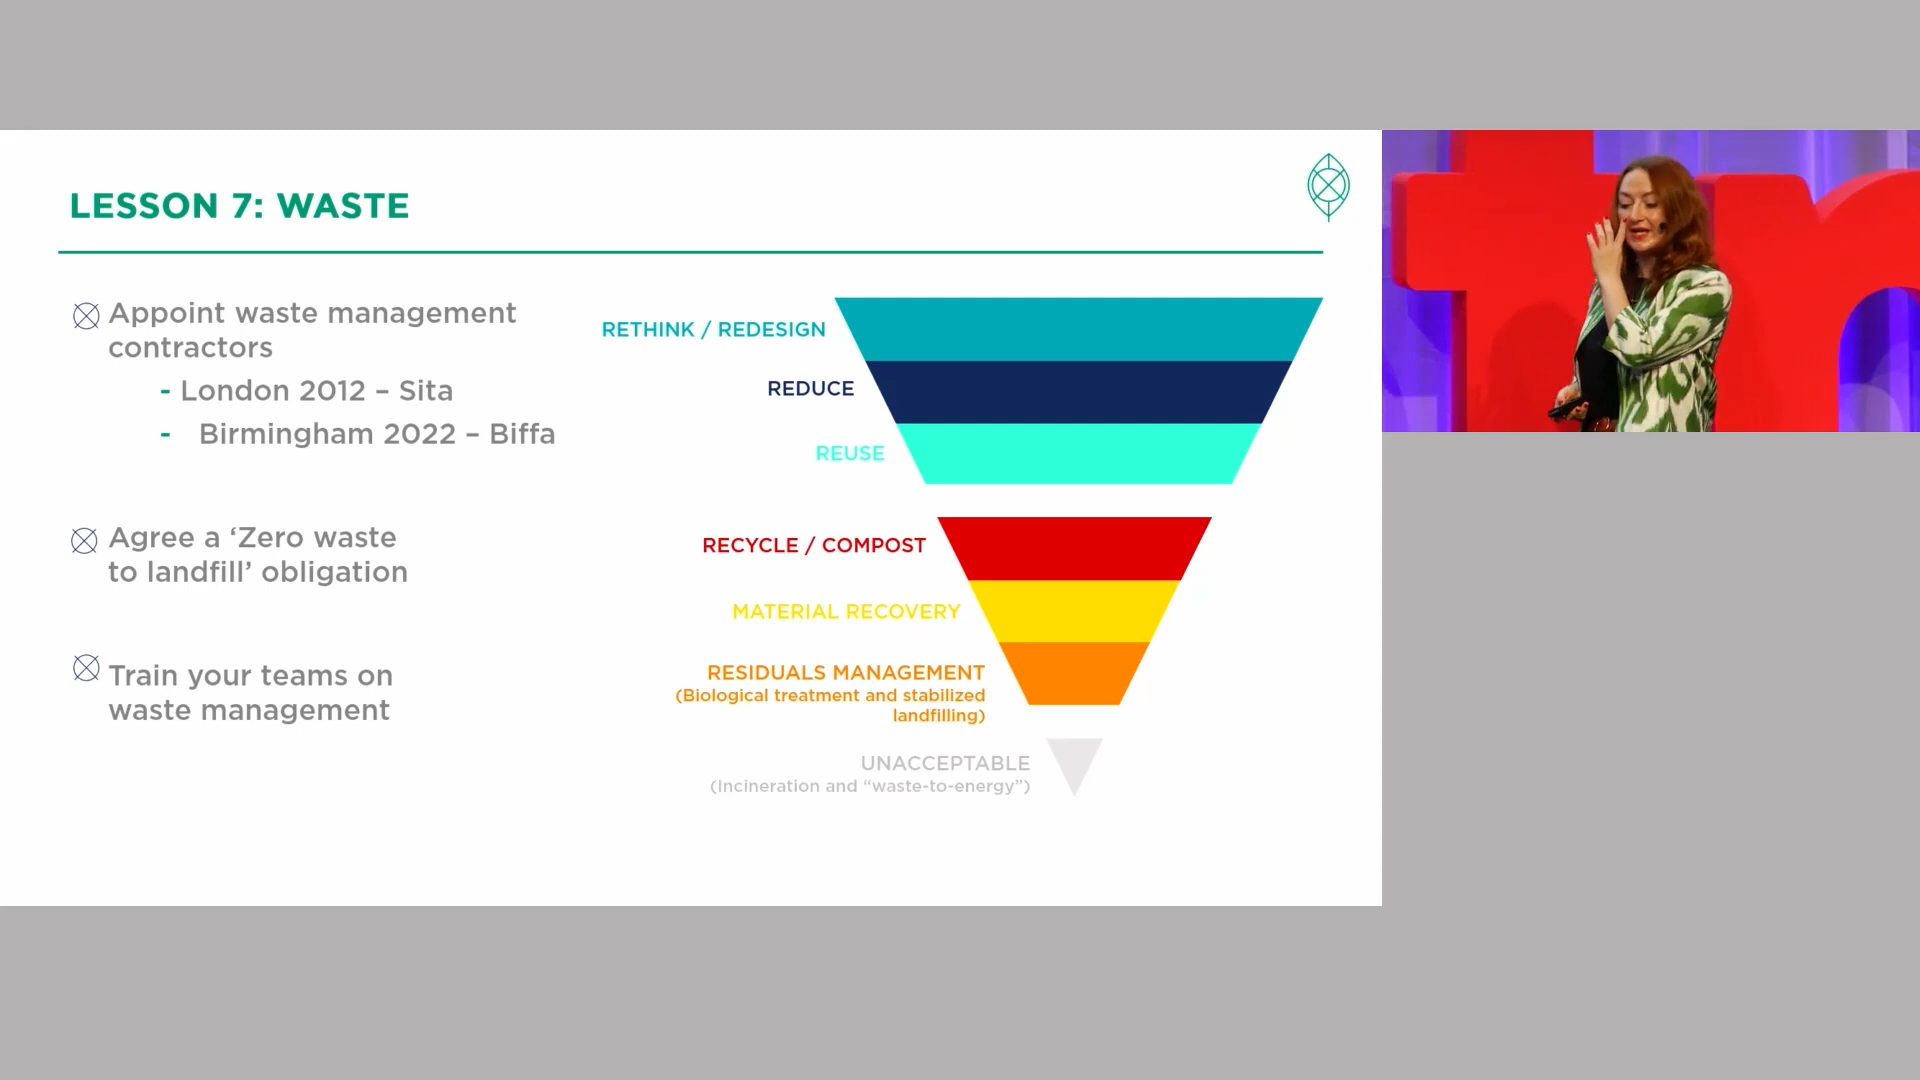 LESSON 7: WASTE
Appoint waste management
contractors
- London 2012 – Sita
- Birmingham 2022 – Biffa
Agree a ‘Zero waste
to landfill’ obligation
Train your teams on
waste management
RETHINK / REDESIGN
REDUCE
REUSE
RECYCLE / COMPOST
MATERIAL RECOVERY
RESIDUALS MANAGEMENT
(Biological treatment and stabilized
landfilling)
UNACCEPTABLE
(Incineration and “waste-to-energy”)